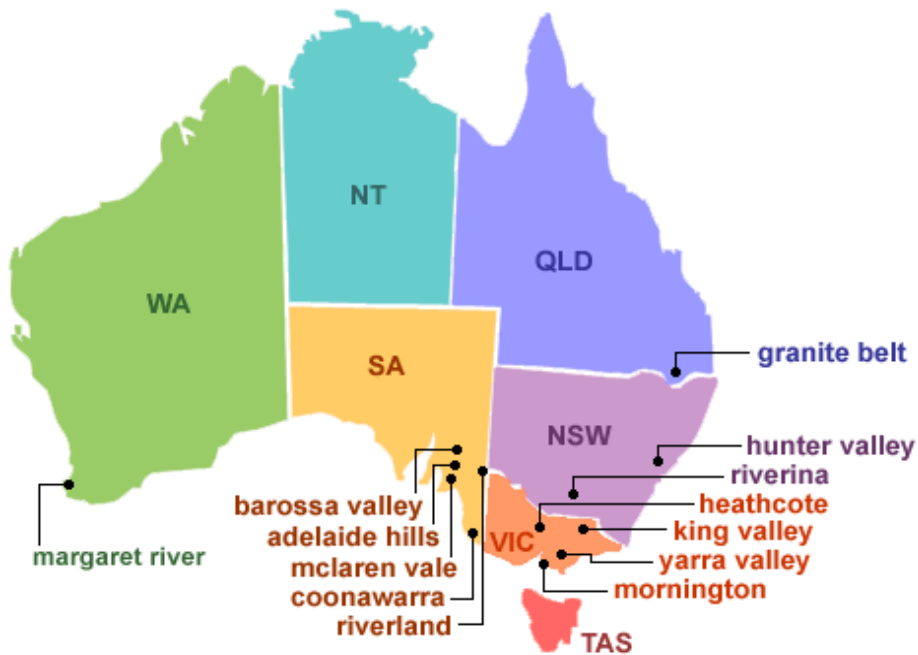 NT
QLD
WA
granite belt
SA
NSW
hunter valley
riverina
barossa valley
heathcote
adelaide hills
king valley
VIC
margaret river
yarra valley
mclaren vale
mornington
coonawarra
riverland
TAS